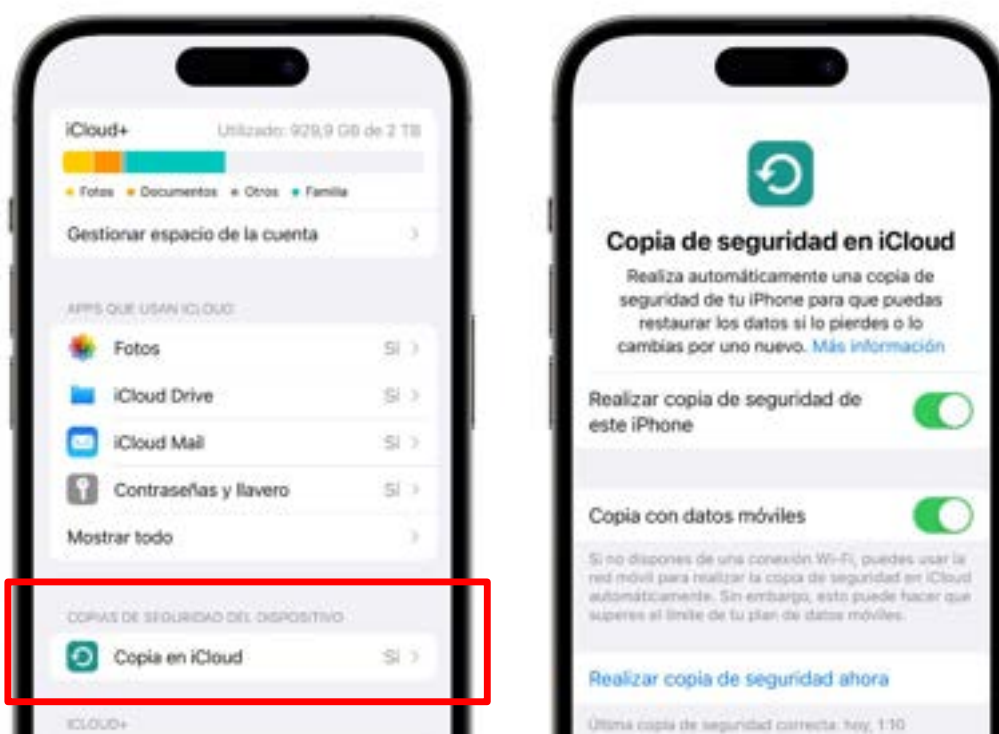 iCloud+
Utilizado: 929,9 GB de 2 TB
Fotos Documentos Otros Familia
Gestionar espacio de la cuenta
APPS QUE USAN ICLOUD
Fotos Sí
iCloud Drive Sí
iCloud Mail Sí
Contraseñas y llavero Sí
Mostrar todo
COPIAS DE SEGURIDAD DEL DISPOSITIVO
Copia en iCloud Sí
ICLOUD+
Copia de seguridad en iCloud
Realiza automáticamente una copia de
seguridad de tu iPhone para que puedas
restaurar los datos si lo pierdes o lo
cambias por uno nuevo. Más información
Realizar copia de seguridad de
este iPhone
Copia con datos móviles
Si no dispones de una conexión Wi-Fi, puedes usar la
red móvil para realizar la copia de seguridad en iCloud
automáticamente. Sin embargo, esto puede hacer que
superes el límite de tu plan de datos móviles.
Realizar copia de seguridad ahora
Última copia de seguridad correcta: hoy, 1:10